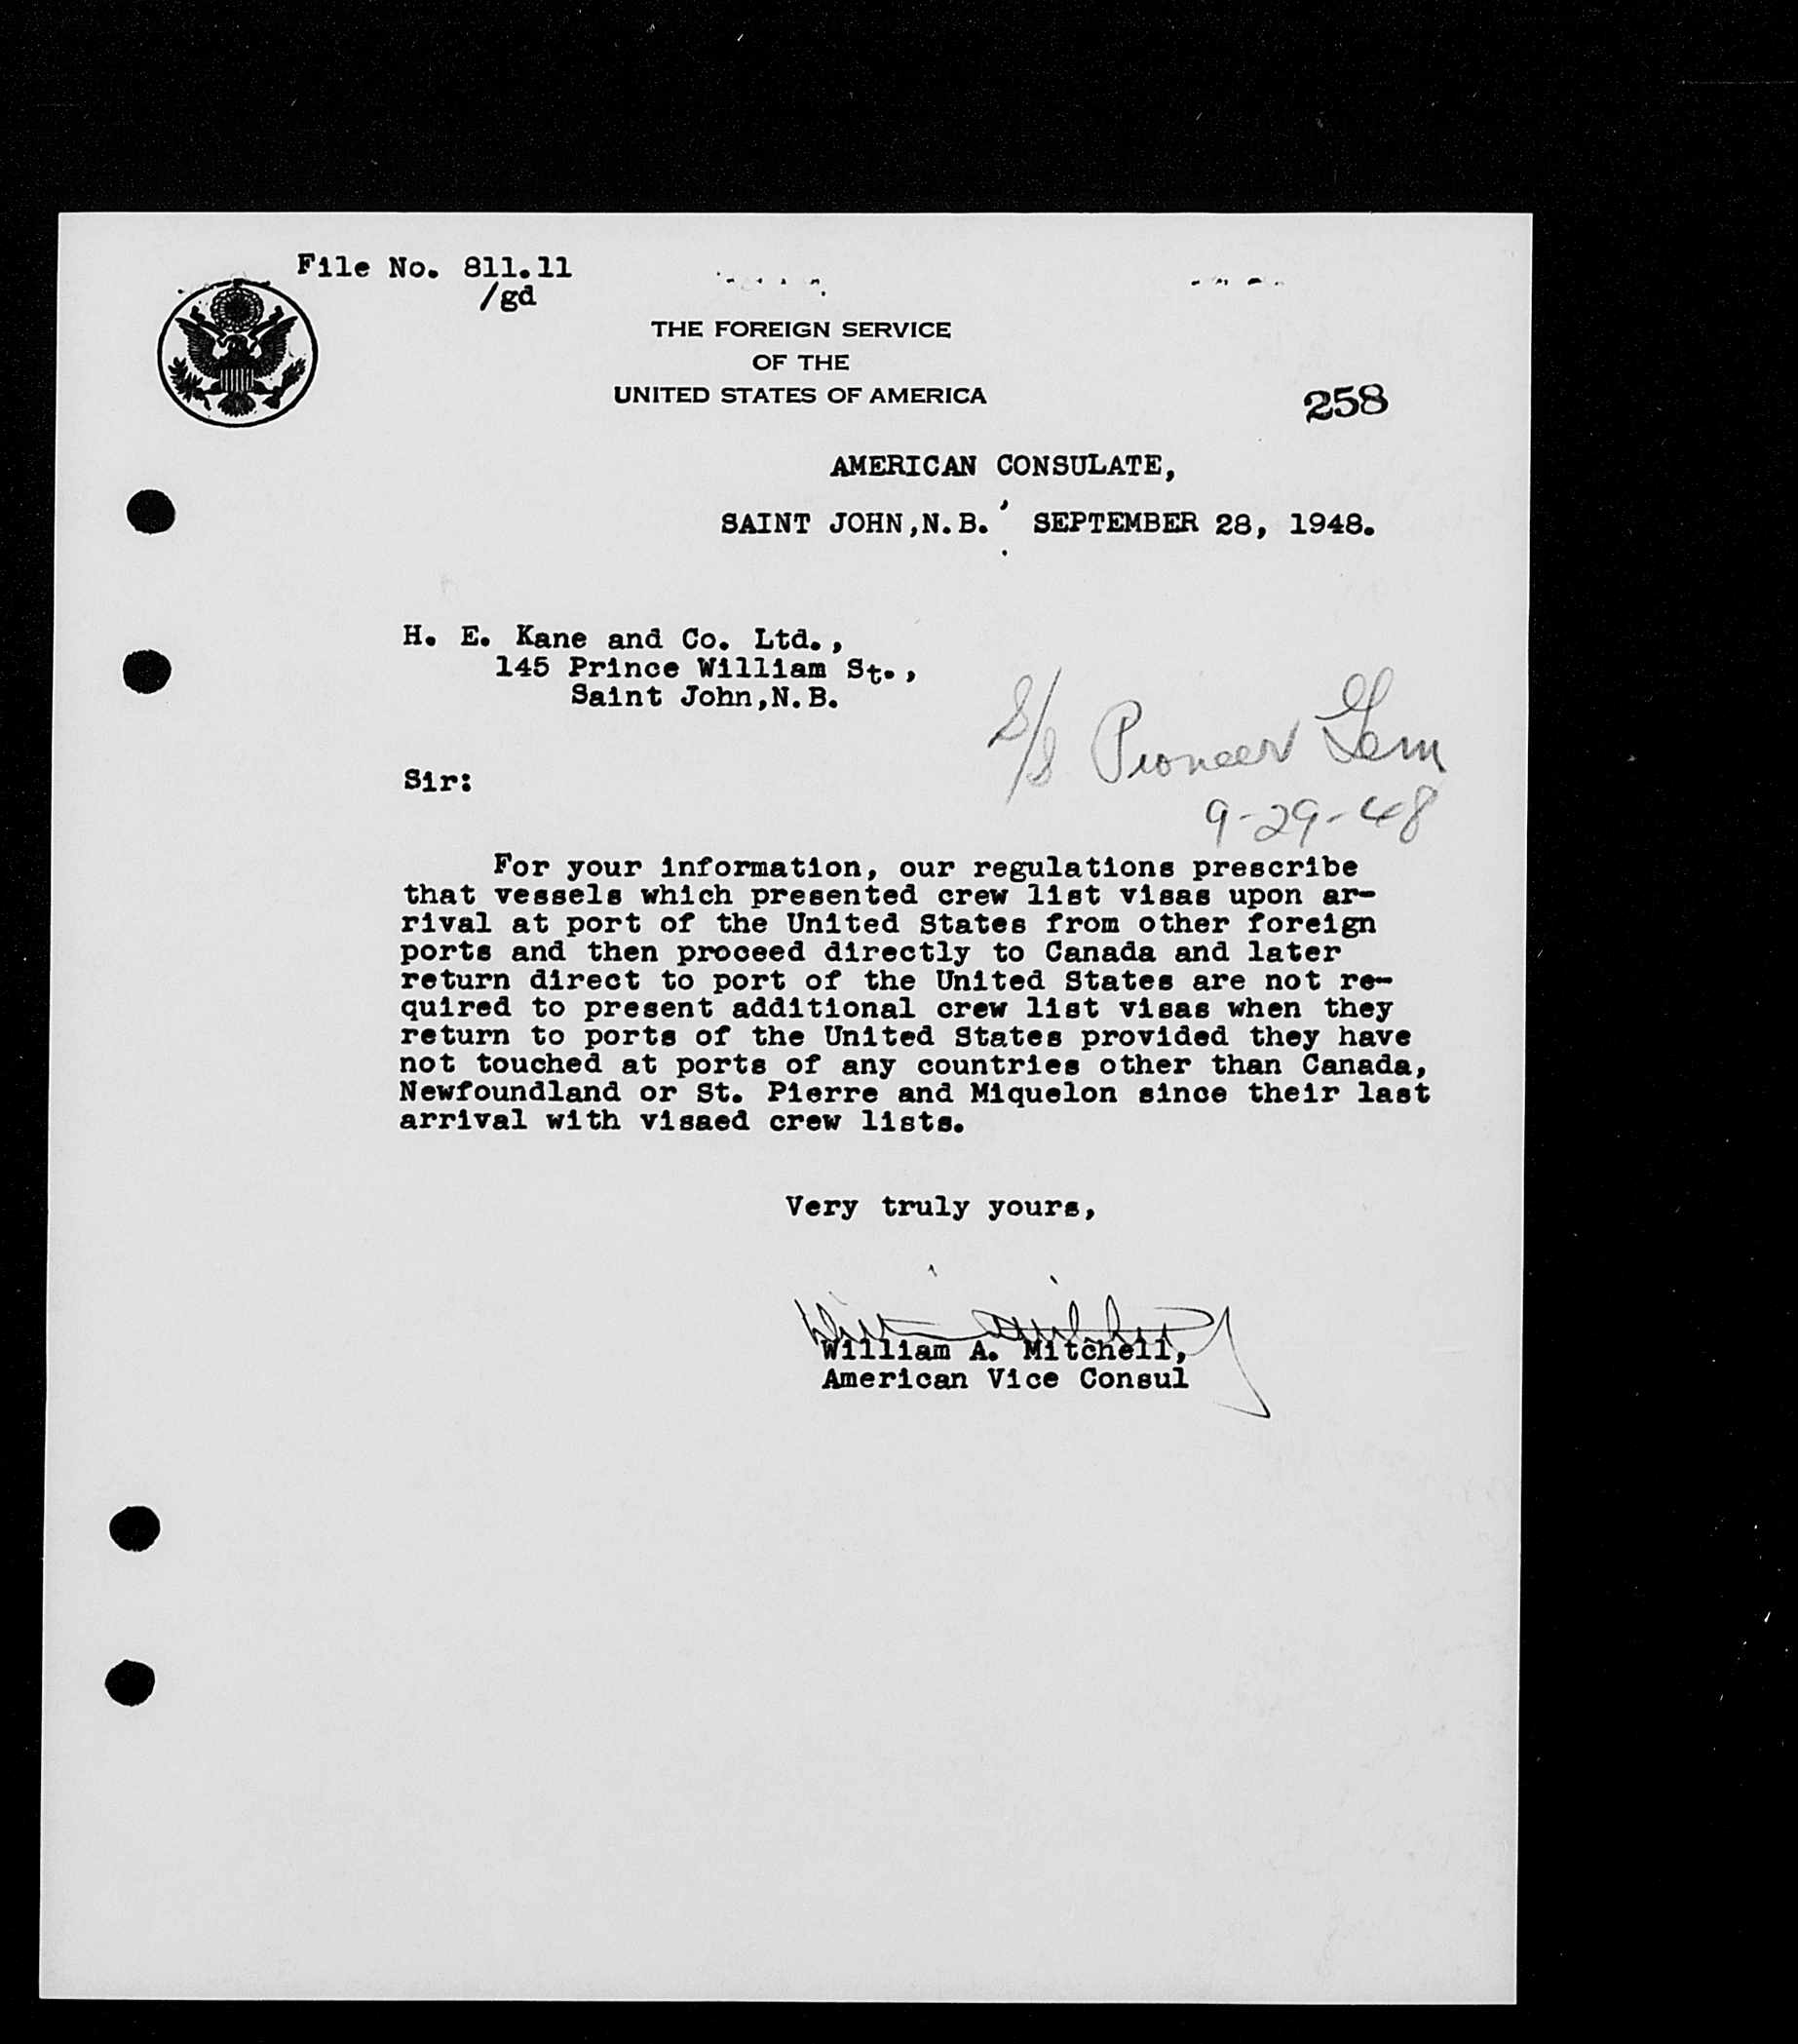 File No. 811.11
/gd
THE FOREIGN SERVICE
OF THE
UNITED STATES OF AMERICA
258
AMERICAN CONSULATE,
SAINT JOHN,N.B. SEPTEMBER 28, 1948.
H. E. Kane and Co. Ltd.,
145 Prince William St.,
Saint John,N.B.
S/S Pioneer Gem
9-29-48
Sir:
For your information, our regulations prescribe
that vessels which presented crew list visas upon ar-
rival at port of the United States from other foreign
ports and then proceed directly to Canada and later
return direct to port of the United States are not re-
quired to present additional crew list visas when they
return to ports of the United States provided they have
not touched at ports of any countries other than Canada,
Newfoundland or St. Pierre and Miquelon since their last
arrival with visaed crew lists.
Very truly yours,
William A. Mitchell,
American Vice Consul